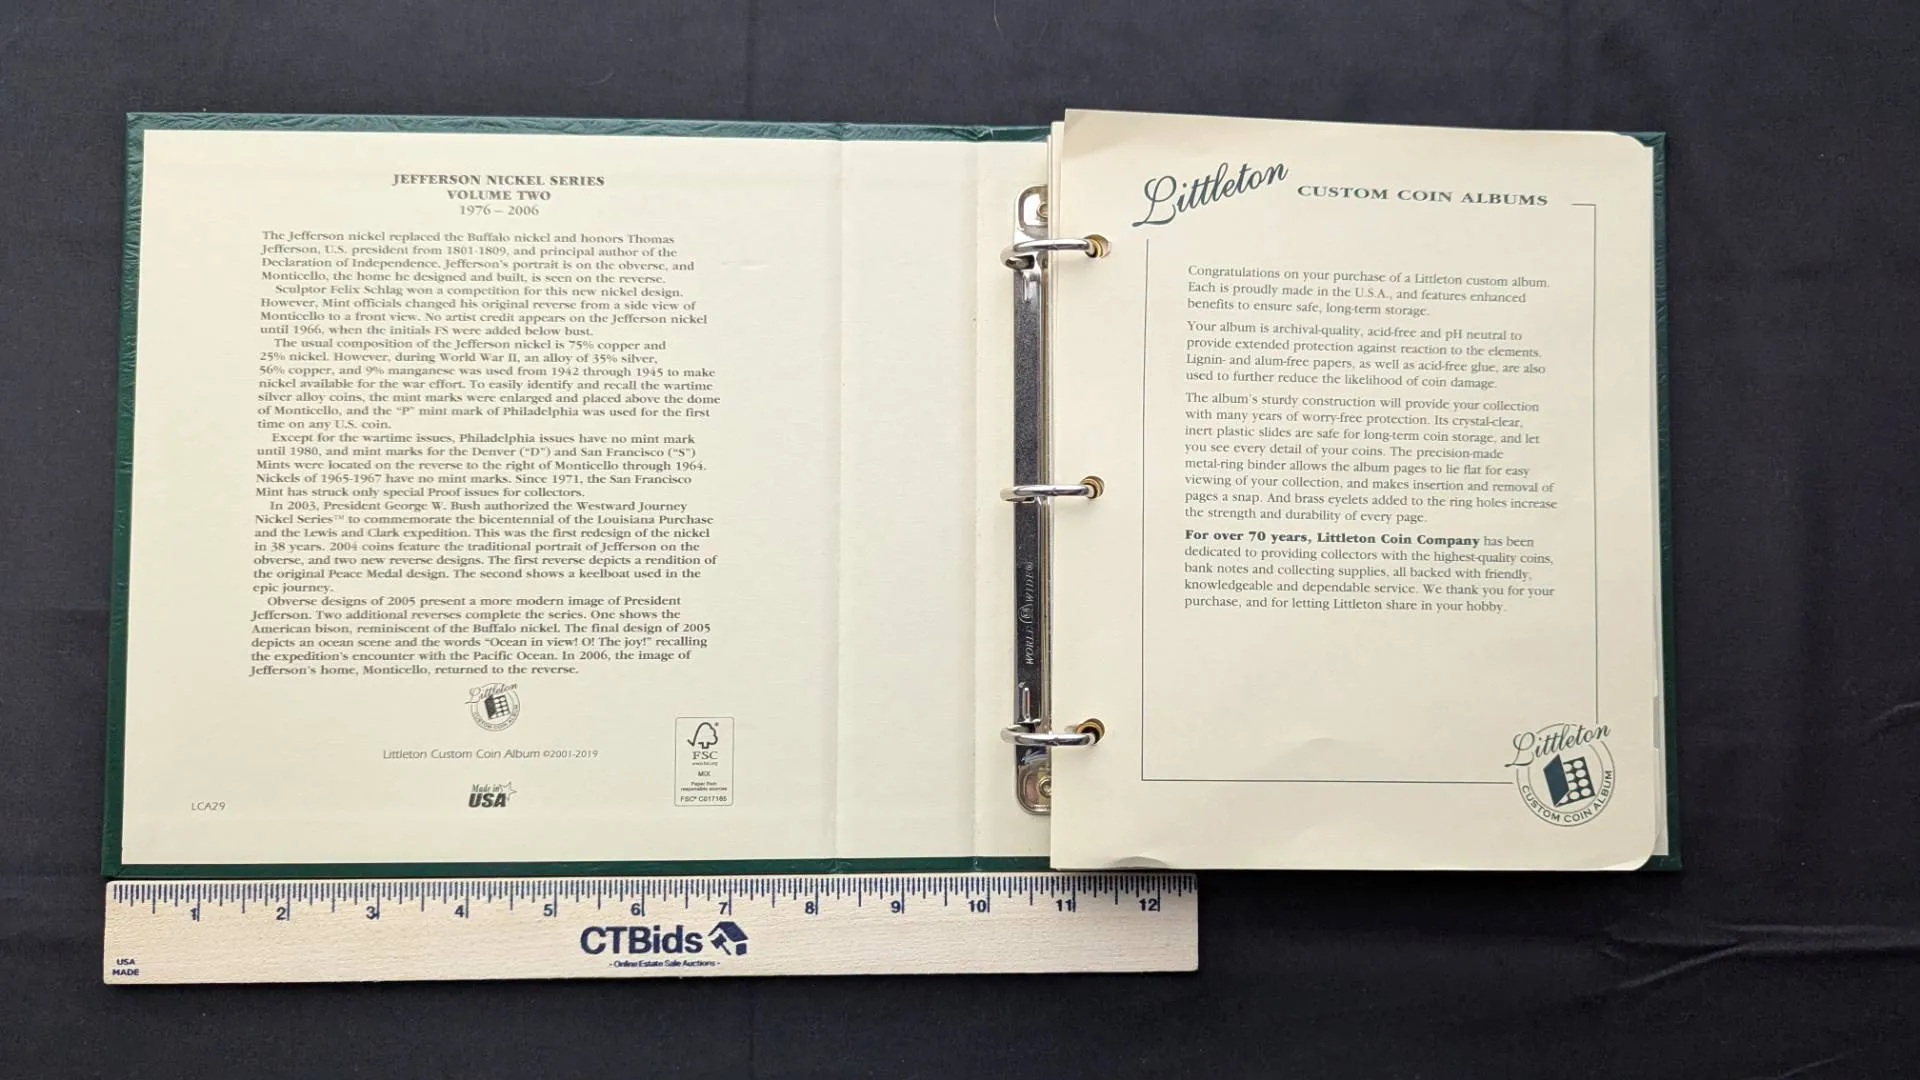 JEFFERSON NICKEL SERIES
VOLUME TWO
1976 – 2006
The Jefferson nickel replaced the Buffalo nickel and honors Thomas
Jefferson, U.S. president from 1801-1809, and principal author of the
Declaration of Independence. Jefferson's portrait is on the obverse, and
Monticello, the home he designed and built, is seen on the reverse.
Sculptor Felix Schlag won a competition for this new nickel design.
However, Mint officials changed his original reverse from a side view of
Monticello to a front view. No artist credit appears on the Jefferson nickel
until 1966, when the initials FS were added below bust.
The usual composition of the Jefferson nickel is 75% copper and
25% nickel. However, during World War II, an alloy of 35% silver,
56% copper, and 9% manganese was used from 1942 through 1945 to make
nickel available for the war effort. To easily identify and recall the wartime
silver alloy coins, the mint marks were enlarged and placed above the dome
of Monticello, and the "P" mint mark of Philadelphia was used for the first
time on any U.S. coin.
Except for the wartime issues, Philadelphia issues have no mint mark
until 1980, and mint marks for the Denver ("D") and San Francisco ("S")
Mints were located on the reverse to the right of Monticello through 1964.
Nickels of 1965-1967 have no mint marks. Since 1971, the San Francisco
Mint has struck only special Proof issues for collectors.
In 2003, President George W. Bush authorized the Westward Journey
Nickel Series™ to commemorate the bicentennial of the Louisiana Purchase
and the Lewis and Clark expedition. This was the first redesign of the nickel
in 38 years. 2004 coins feature the traditional portrait of Jefferson on the
obverse, and two new reverse designs. The first reverse depicts a rendition of
the original Peace Medal design. The second shows a keelboat used in the
epic journey.
Obverse designs of 2005 present a more modern image of President
Jefferson. Two additional reverses complete the series. One shows the
American bison, reminiscent of the Buffalo nickel. The final design of 2005
depicts an ocean scene and the words "Ocean in view! O! The joy!" recalling
the expedition's encounter with the Pacific Ocean. In 2006, the image of
Jefferson's home, Monticello, returned to the reverse.
Littleton
CUSTOM COIN ALBUM
Littleton Custom Coin Album ©2001-2019
Made in
USA
LCA29
FSC
www.fsc.org
MIX
Paper from
responsible sources
FSC® C017165
WORLD WIDE®
Littleton CUSTOM COIN ALBUMS
Congratulations on your purchase of a Littleton custom album.
Each is proudly made in the U.S.A., and features enhanced
benefits to ensure safe, long-term storage.
Your album is archival-quality, acid-free and pH neutral to
provide extended protection against reaction to the elements.
Lignin- and alum-free papers, as well as acid-free glue, are also
used to further reduce the likelihood of coin damage.
The album's sturdy construction will provide your collection
with many years of worry-free protection. Its crystal-clear,
inert plastic slides are safe for long-term coin storage, and let
you see every detail of your coins. The precision-made
metal-ring binder allows the album pages to lie flat for easy
viewing of your collection, and makes insertion and removal of
pages a snap. And brass eyelets added to the ring holes increase
the strength and durability of every page.
For over 70 years, Littleton Coin Company has been
dedicated to providing collectors with the highest-quality coins,
bank notes and collecting supplies, all backed with friendly,
knowledgeable and dependable service. We thank you for your
purchase, and for letting Littleton share in your hobby.
Littleton
CUSTOM COIN ALBUM
1 2 3 4 5 6 7 8 9 10 11 12
CTBids
- Online Estate Sale Auctions -
USA
MADE